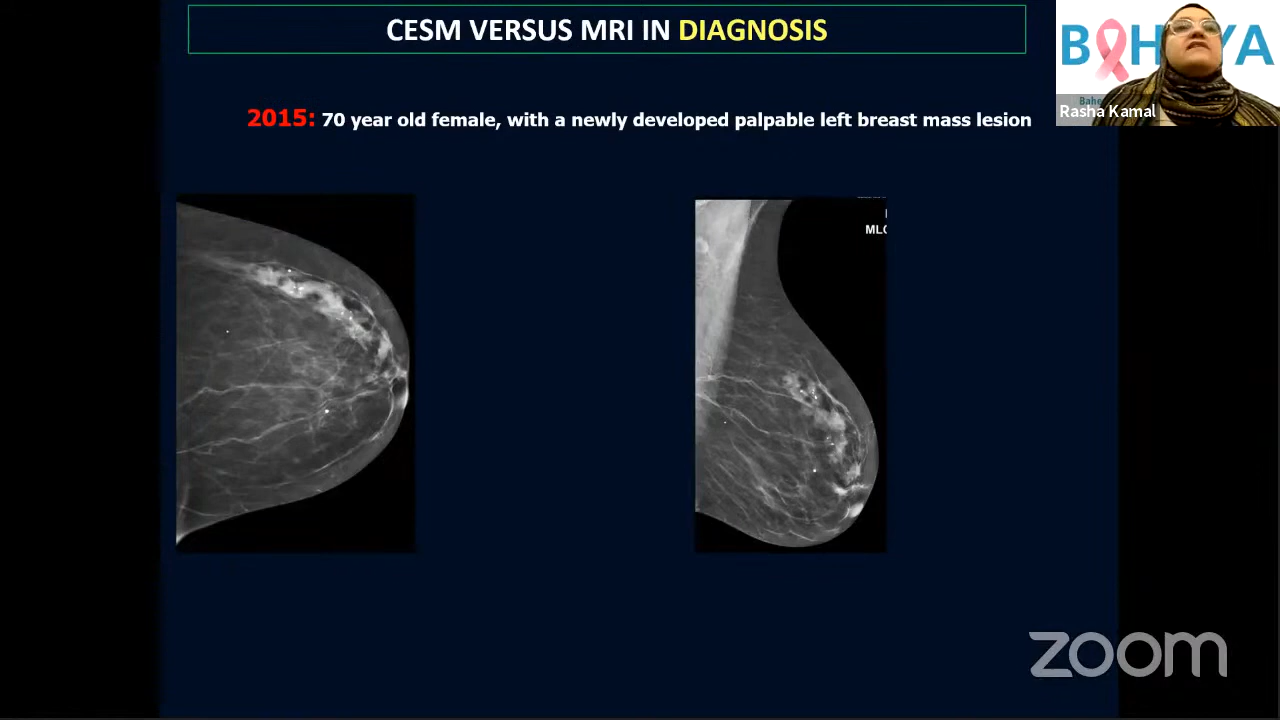 CESM VERSUS MRI IN DIAGNOSIS
2015: 70 year old female, with a newly developed palpable left breast mass lesion
Rasha Kamal
zoom